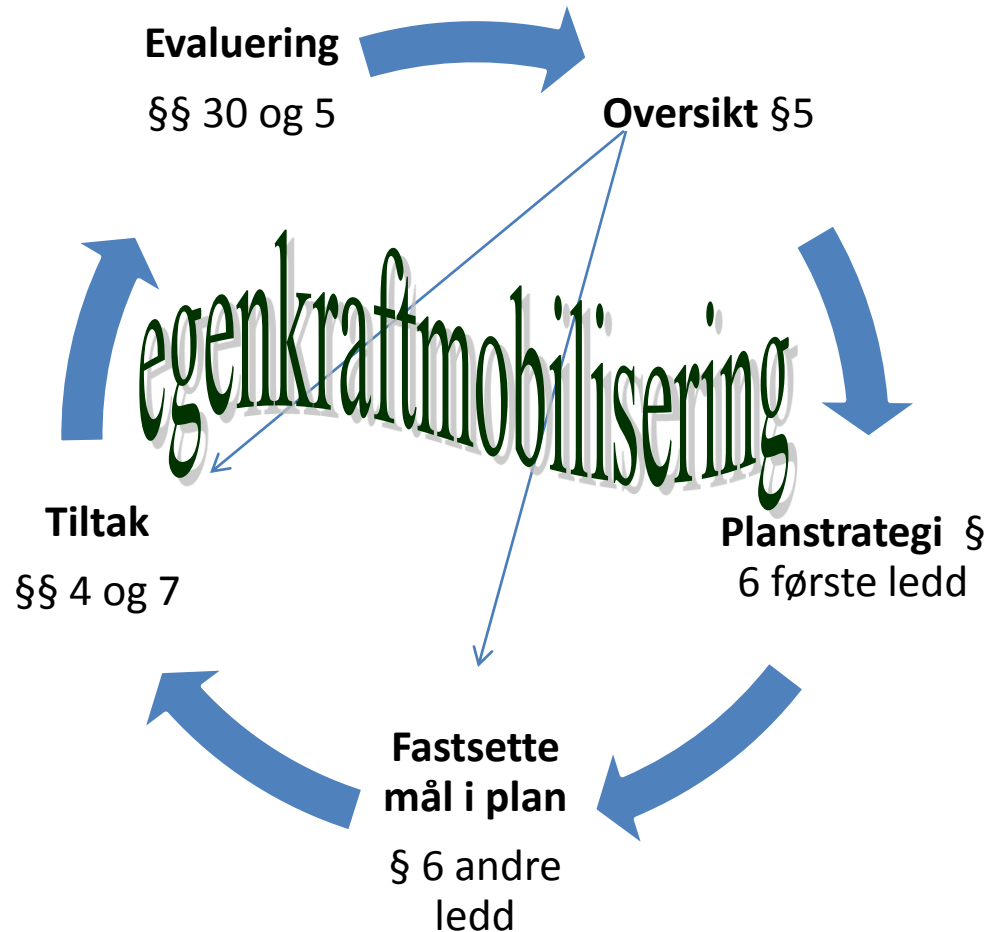 Evaluering
§§ 30 og 5
Oversikt §5
egenkraftmobilisering
Tiltak
§§ 4 og 7
Planstrategi §
6 første ledd
Fastsette
mål i plan
§ 6 andre
ledd